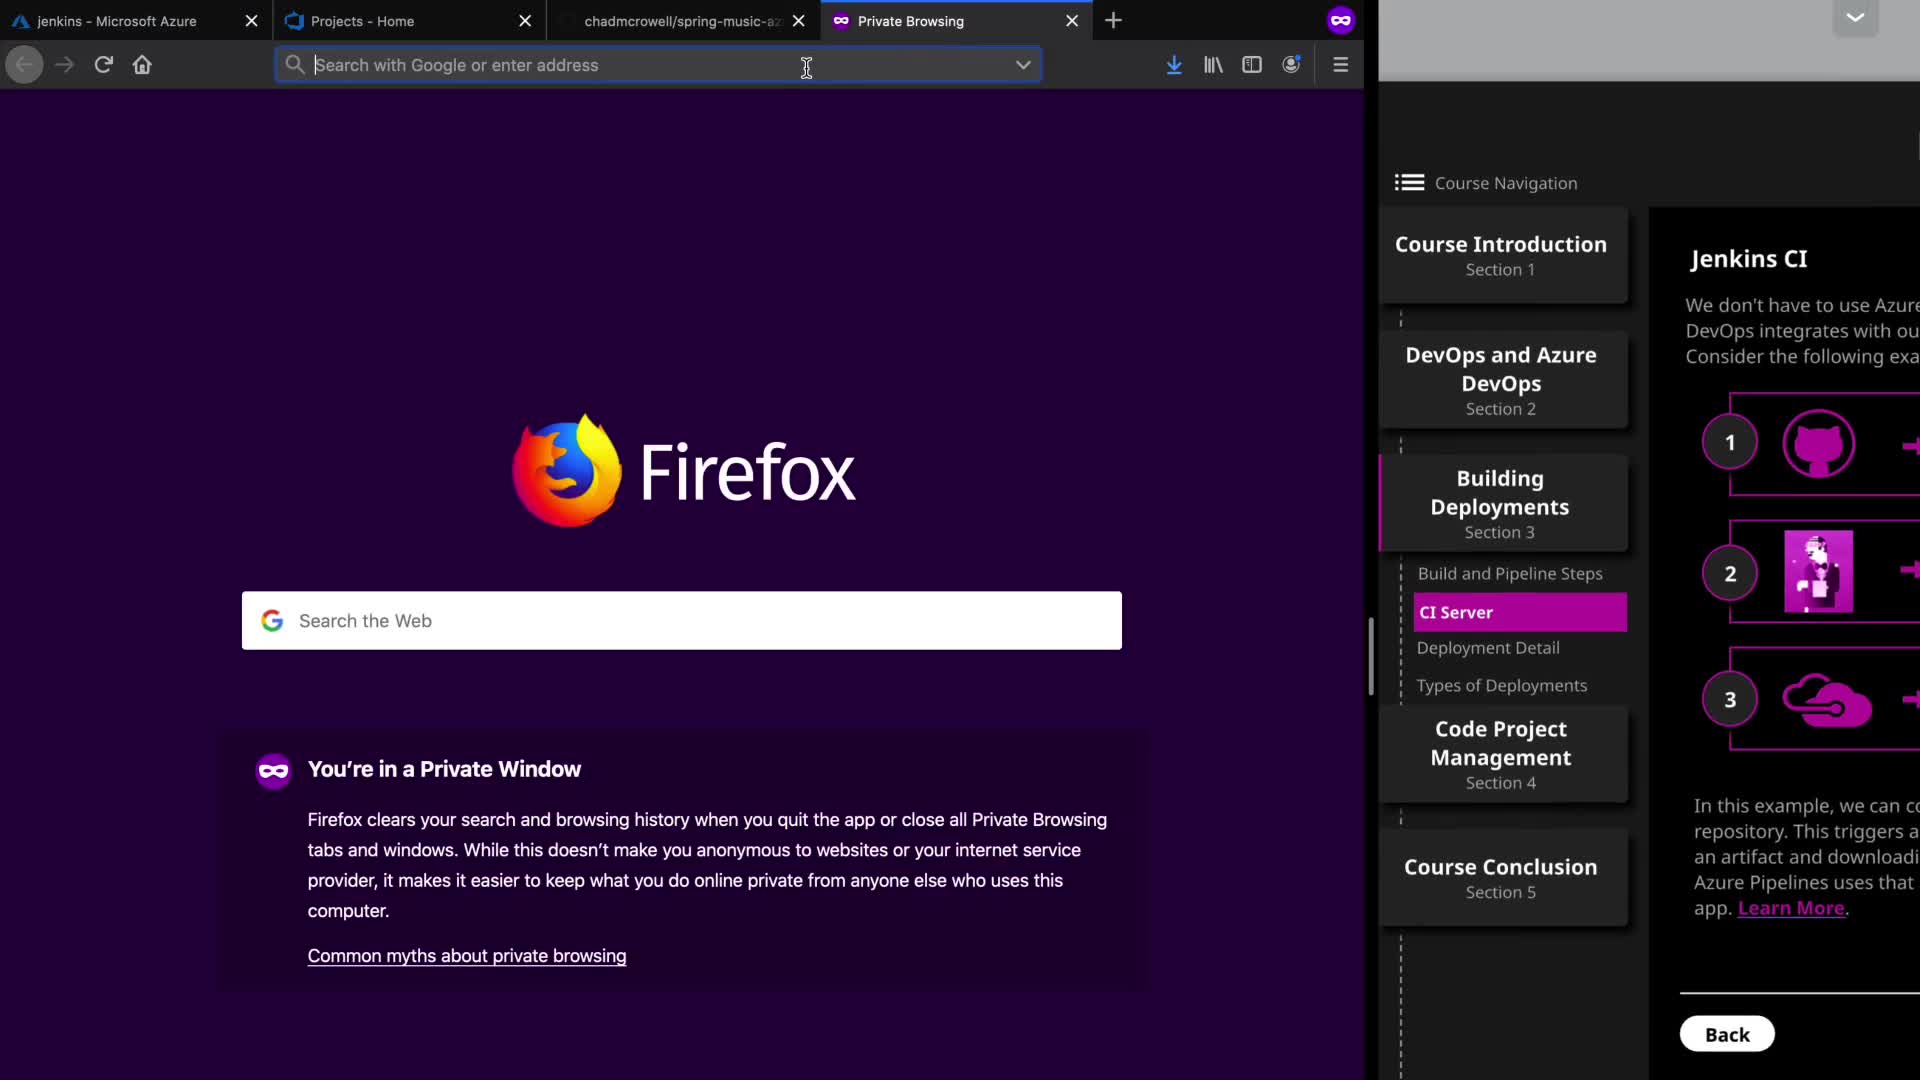 jenkins - Microsoft Azure
Projects - Home
chadmcrowell/spring-music-az
Private Browsing
Search with Google or enter address
Firefox
Search the Web
You're in a Private Window
Firefox clears your search and browsing history when you quit the app or close all Private Browsing
tabs and windows. While this doesn't make you anonymous to websites or your internet service
provider, it makes it easier to keep what you do online private from anyone else who uses this
computer.
Common myths about private browsing
Course Navigation
Course Introduction
Section 1
DevOps and Azure
DevOps
Section 2
Building
Deployments
Section 3
Build and Pipeline Steps
CI Server
Deployment Detail
Types of Deployments
Code Project
Management
Section 4
Course Conclusion
Section 5
Jenkins CI
We don't have to use Azure
DevOps integrates with ou
Consider the following exa
1
2
3
In this example, we can co
repository. This triggers a
an artifact and downloadi
Azure Pipelines uses that
app. Learn More.
Back